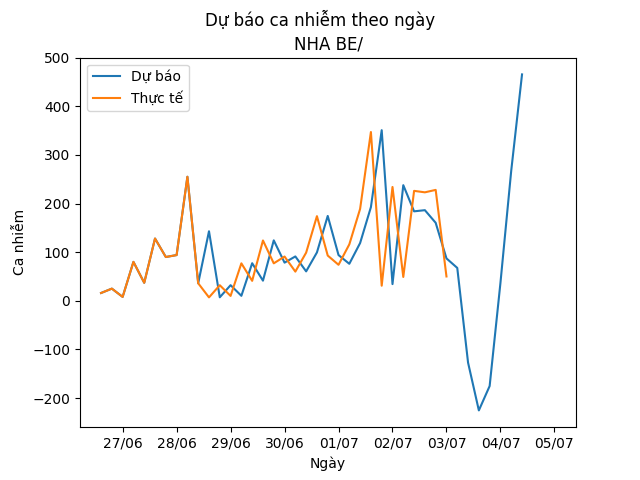 Dự báo ca nhiễm theo ngày
NHA BE/
Dự báo
Thực tế
Ca nhiễm
500
400
300
200
100
0
−100
−200
27/06 28/06 29/06 30/06 01/07 02/07 03/07 04/07 05/07
Ngày